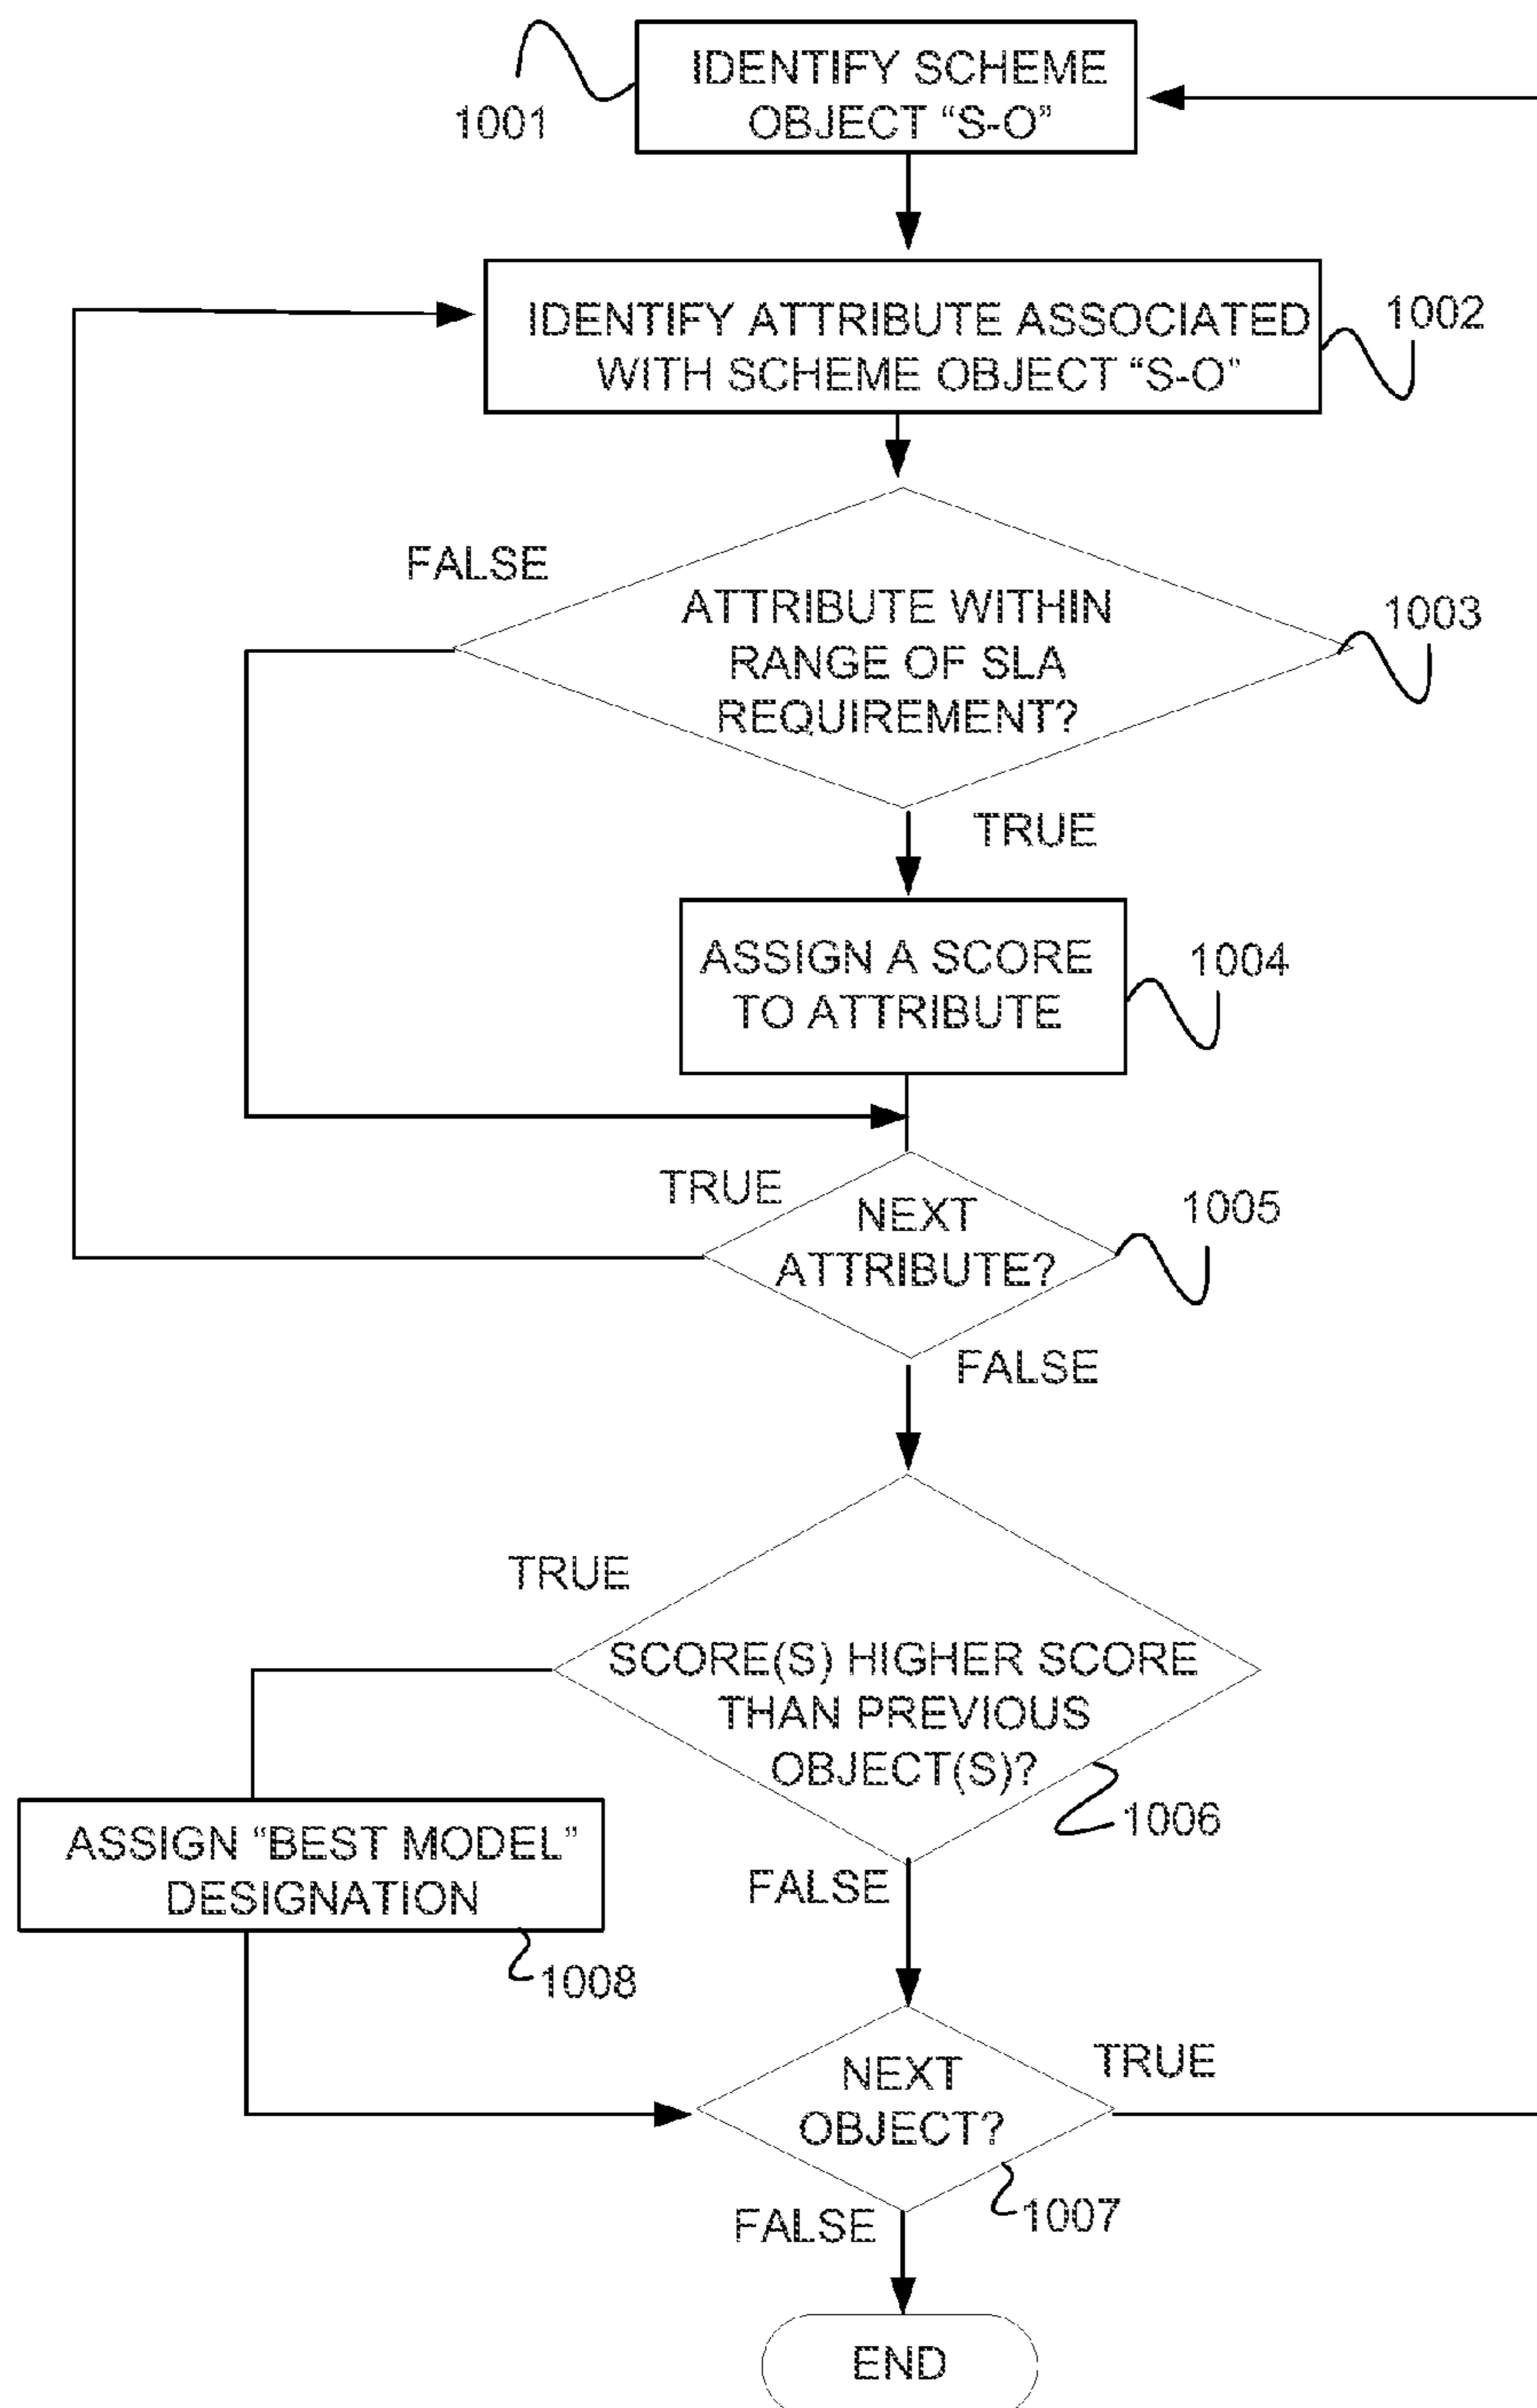 IDENTIFY SCHEME
OBJECT “S-O”
1001
IDENTIFY ATTRIBUTE ASSOCIATED
WITH SCHEME OBJECT “S-O”
1002
FALSE
ATTRIBUTE WITHIN
RANGE OF SLA
REQUIREMENT?
1003
TRUE
ASSIGN A SCORE
TO ATTRIBUTE
1004
TRUE
NEXT
ATTRIBUTE?
1005
FALSE
TRUE
SCORE(S) HIGHER SCORE
THAN PREVIOUS
OBJECT(S)?
1006
ASSIGN “BEST MODEL”
DESIGNATION
1008
FALSE
NEXT
OBJECT?
TRUE
1007
FALSE
END